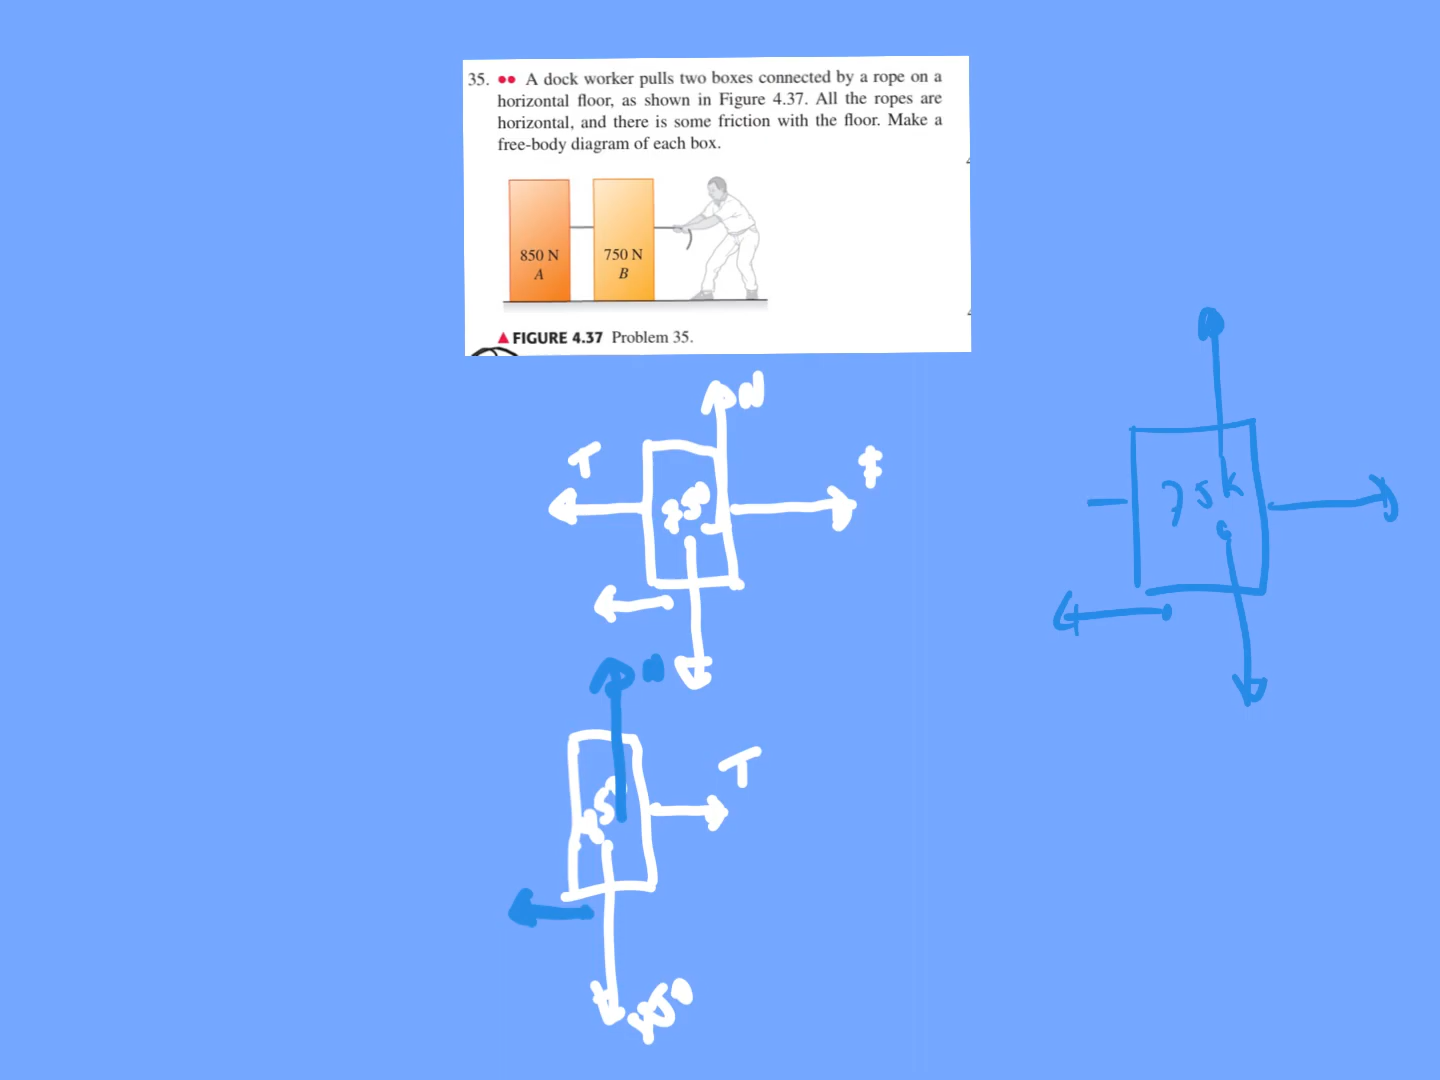 35. •• A dock worker pulls two boxes connected by a rope on a
horizontal floor, as shown in Figure 4.37. All the ropes are
horizontal, and there is some friction with the floor. Make a
free-body diagram of each box.
850 N
A
750 N
B
▲ FIGURE 4.37 Problem 35.
N
T
N
T